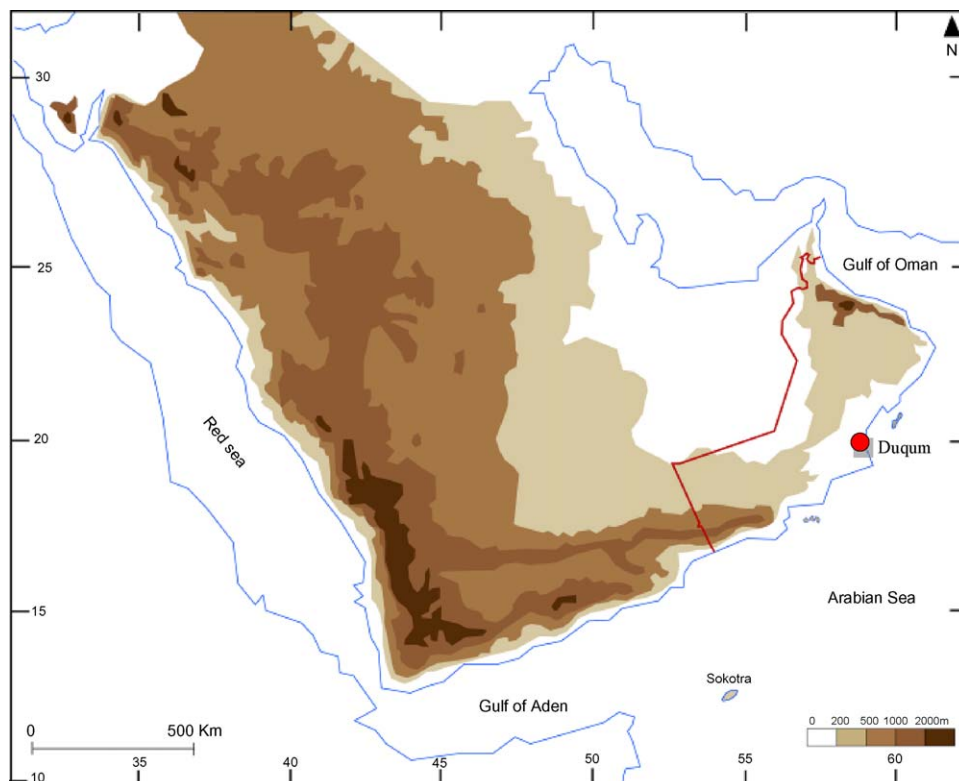 N
30
25
Gulf of Oman
Red sea
20
Duqum
15
Arabian Sea
Sokotra
Gulf of Aden
0 500 Km
0 200 500 1000 2000m
10
35 40 45 50 55 60